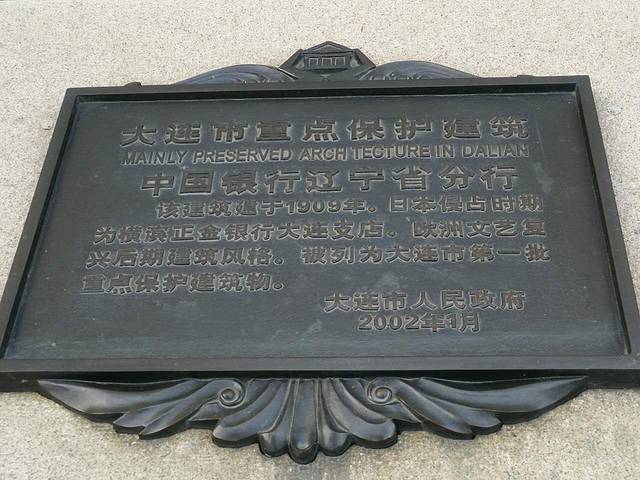 大连市重点保护建筑
MAINLY PRESERVED ARCHITECTURE IN DALIAN
中国银行辽宁省分行
该建筑建于1909年。日本侵占时期
为横滨正金银行大连支店。欧洲文艺复
兴后期建筑风格。被列为大连市第一批
重点保护建筑物。
大连市人民政府
2002年1月